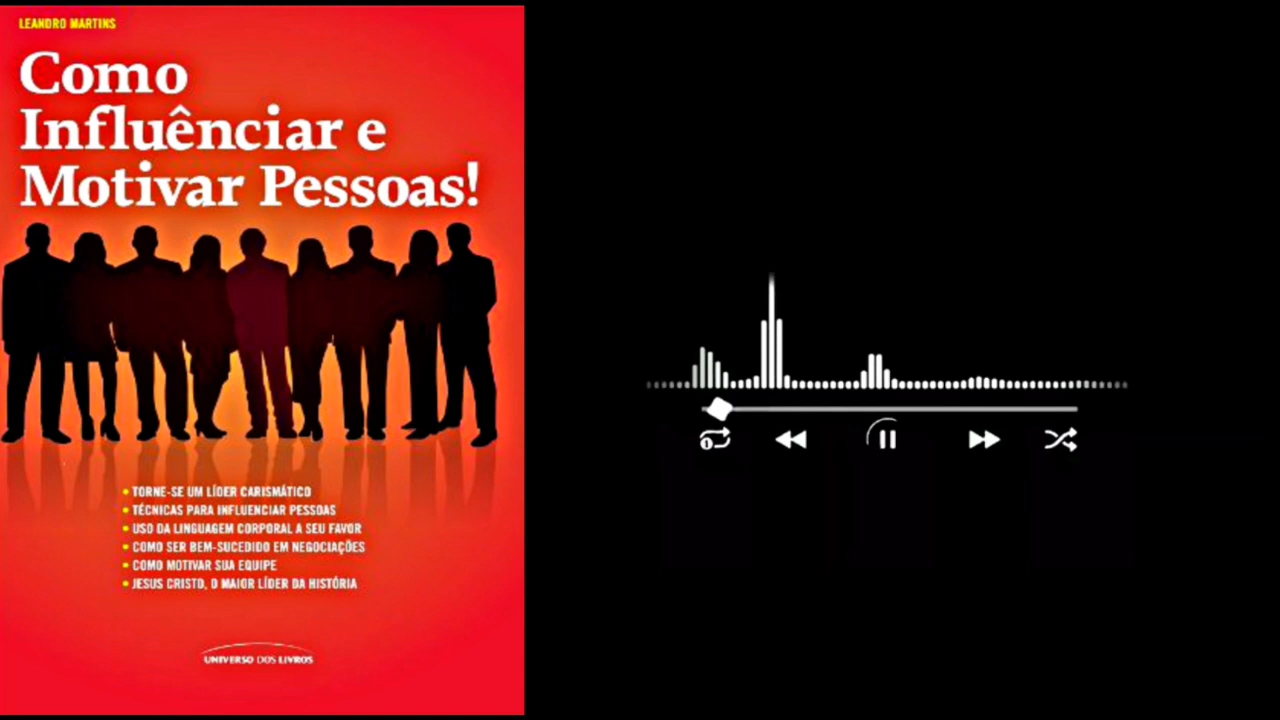 LEANDRO MARTINS
Como
Influênciar e
Motivar Pessoas!
• TORNE-SE UM LÍDER CARISMÁTICO
• TÉCNICAS PARA INFLUENCIAR PESSOAS
• USO DA LINGUAGEM CORPORAL A SEU FAVOR
• COMO SER BEM-SUCEDIDO EM NEGOCIAÇÕES
• COMO MOTIVAR SUA EQUIPE
• JESUS CRISTO, O MAIOR LÍDER DA HISTÓRIA
UNIVERSO DOS LIVROS
1